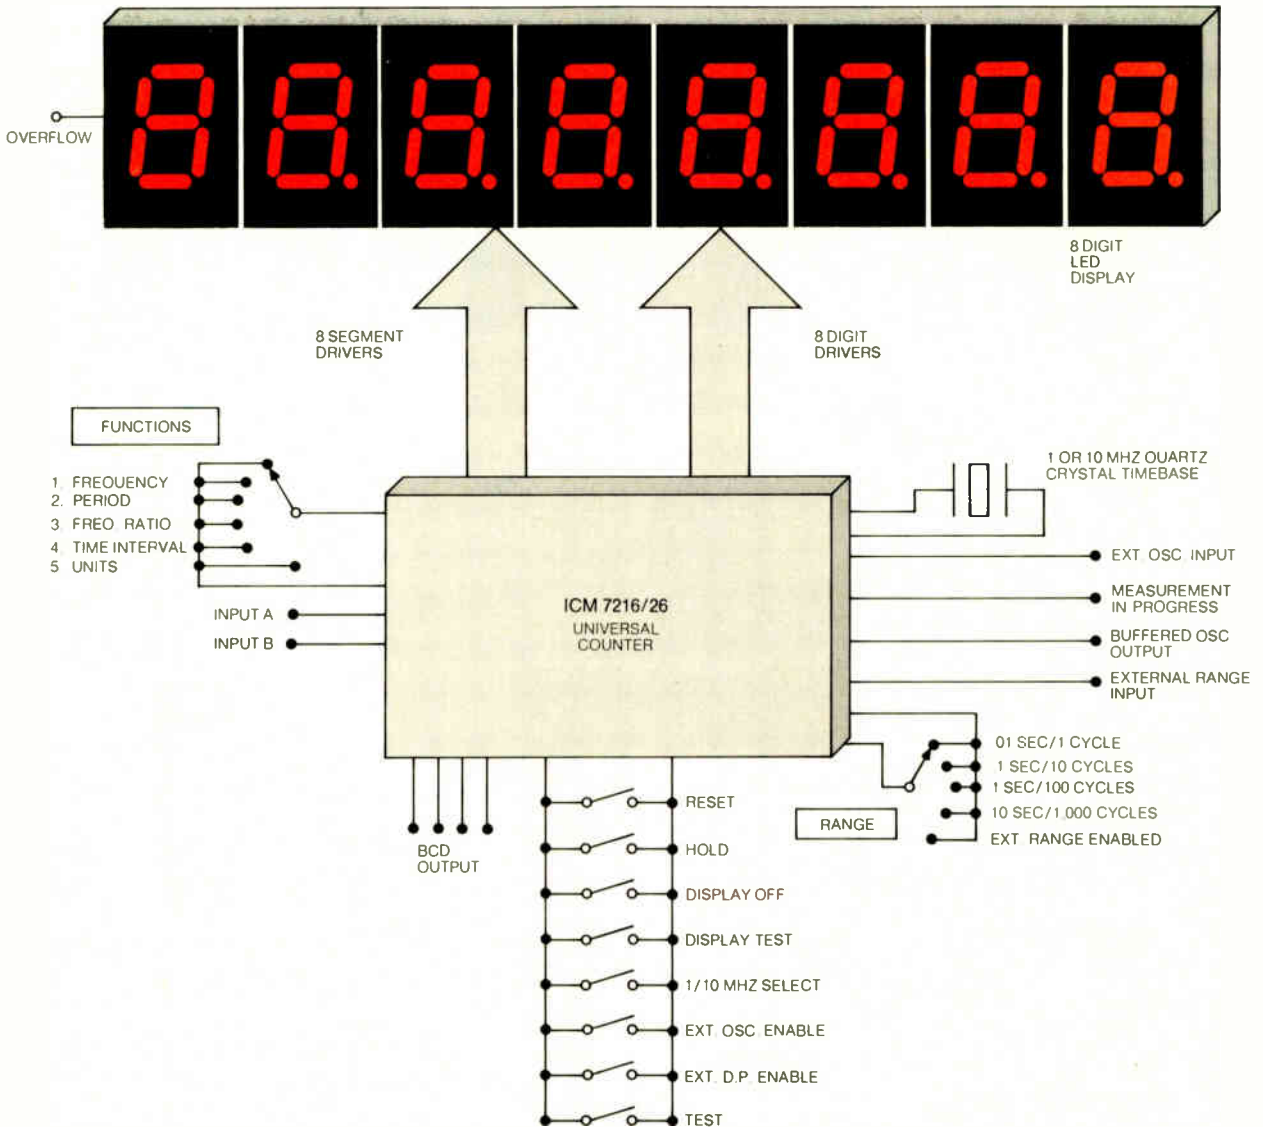 OVERFLOW
8 DIGIT
LED
DISPLAY
8 SEGMENT
DRIVERS
8 DIGIT
DRIVERS
FUNCTIONS
1. FREQUENCY
2. PERIOD
3 FREQ. RATIO
4 TIME INTERVAL
5 UNITS
INPUT A
INPUT B
ICM 7216/26
UNIVERSAL
COUNTER
1 OR 10 MHZ QUARTZ
CRYSTAL TIMEBASE
EXT. OSC. INPUT
MEASUREMENT
IN PROGRESS
BUFFERED OSC
OUTPUT
EXTERNAL RANGE
INPUT
RANGE
01 SEC/1 CYCLE
1 SEC/10 CYCLES
1 SEC/100 CYCLES
10 SEC/1,000 CYCLES
EXT. RANGE ENABLED
BCD
OUTPUT
RESET
HOLD
DISPLAY OFF
DISPLAY TEST
1/10 MHZ SELECT
EXT. OSC. ENABLE
EXT. D.P. ENABLE
TEST